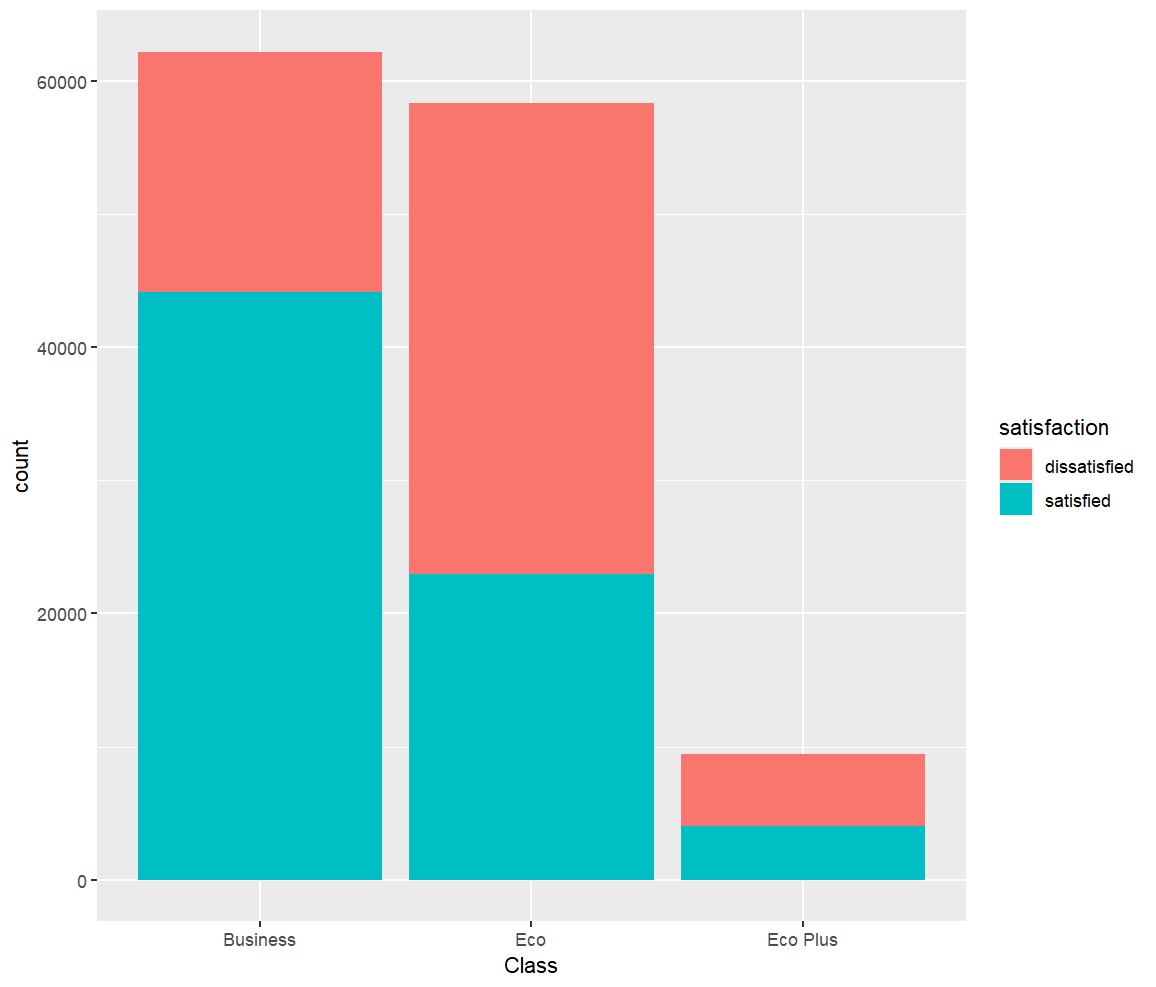 60000
40000
20000
0
count
Business
Eco
Eco Plus
Class
satisfaction
dissatisfied
satisfied